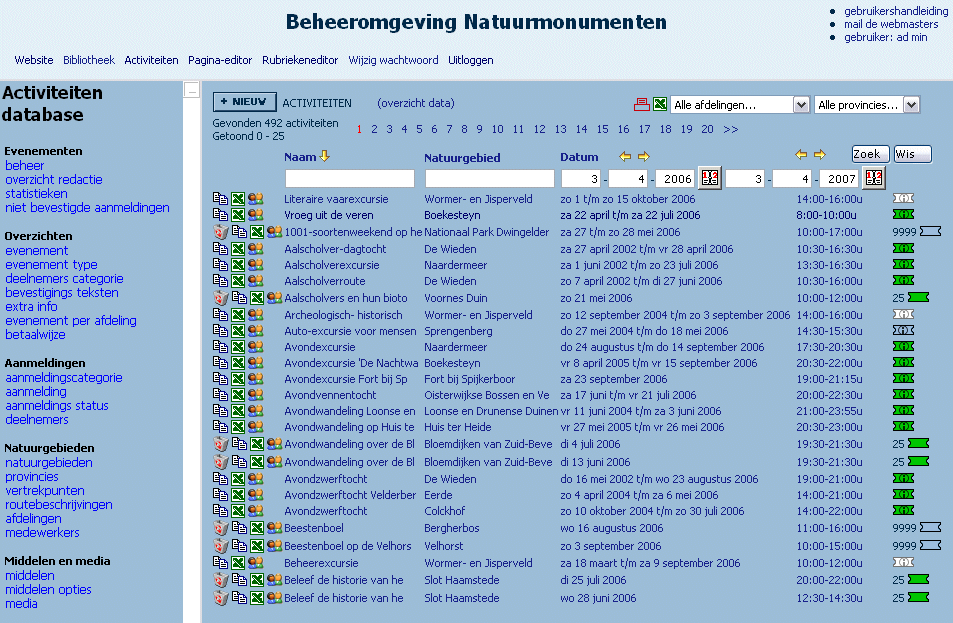 Beheeromgeving Natuurmonumenten
gebruikershandleiding
mail de webmasters
gebruiker: ad min
Website Bibliotheek Activiteiten Pagina-editor Rubriekeneditor Wijzig wachtwoord Uitloggen
Activiteiten
database
Evenementen
beheer
overzicht redactie
statistieken
niet bevestigde aanmeldingen
Overzichten
evenement
evenement type
deelnemers categorie
bevestigings teksten
extra info
evenement per afdeling
betaalwijze
Aanmeldingen
aanmeldingscategorie
aanmelding
aanmeldings status
deelnemers
Natuurgebieden
natuurgebieden
provincies
vertrekpunten
routebeschrijvingen
afdelingen
medewerkers
Middelen en media
middelen
middelen opties
media
+ NIEUW ACTIVITEITEN (overzicht data) Alle afdelingen... Alle provincies...
Gevonden 492 activiteiten
Getoond 0 - 25
1 2 3 4 5 6 7 8 9 10 11 12 13 14 15 16 17 18 19 20 >>
Naam Natuurgebied Datum Zoek Wis
3 - 4 - 2006 3 - 4 - 2007
Literaire vaarexcursie Wormer- en Jisperveld zo 1 t/m zo 15 oktober 2006 14:00-16:00u
Vroeg uit de veren Boekesteyn za 22 april t/m za 22 juli 2006 8:00-10:00u
1001-soortenweekend op he Nationaal Park Dwingelder za 27 t/m zo 28 mei 2006 10:00-17:00u 9999
Aalscholver-dagtocht De Wieden za 27 april 2002 t/m vr 28 april 2006 10:30-16:30u
Aalscholverexcursie Naardermeer za 1 juni 2002 t/m zo 23 juli 2006 13:30-16:30u
Aalscholverroute De Wieden zo 7 april 2002 t/m di 27 juni 2006 10:30-16:00u
Aalscholvers en hun bioto Voornes Duin zo 21 mei 2006 10:00-12:00u 25
Archeologisch- historisch Wormer- en Jisperveld zo 12 september 2004 t/m zo 3 september 2006 14:00-16:00u
Auto-excursie voor mensen Sprengenberg do 27 mei 2004 t/m do 18 mei 2006 14:30-15:30u
Avondexcursie Naardermeer do 24 augustus t/m do 14 september 2006 17:30-20:30u
Avondexcursie 'De Nachtwa Boekesteyn vr 8 april 2005 t/m vr 15 september 2006 20:30-22:00u
Avondexcursie Fort bij Sp Fort bij Spijkerboor za 23 september 2006 19:00-21:15u
Avondvennentocht Oisterwijkse Bossen en Ve za 17 juni t/m vr 21 juli 2006 20:00-22:30u
Avondwandeling Loonse en Loonse en Drunense Duinen vr 11 juni 2004 t/m za 3 juni 2006 21:00-23:55u
Avondwandeling op Huis te Huis ter Heide vr 27 mei 2005 t/m vr 26 mei 2006 20:30-23:00u
Avondwandeling over de Bl Bloemdijken van Zuid-Beve di 4 juli 2006 19:30-21:30u 25
Avondwandeling over de Bl Bloemdijken van Zuid-Beve di 13 juni 2006 19:30-21:30u 25
Avondzwerftocht De Wieden do 16 mei 2002 t/m wo 23 augustus 2006 19:00-21:00u
Avondzwerftocht Velderber Eerde zo 4 april 2004 t/m za 6 mei 2006 14:00-21:00u
Avondzwerftocht Colckhof zo 10 oktober 2004 t/m zo 30 juli 2006 14:00-22:00u
Beestenboel Bergherbos wo 16 augustus 2006 11:00-16:00u 9999
Beestenboel op de Velhors Velhorst zo 3 september 2006 10:00-15:00u 9999
Beheerexcursie Wormer- en Jisperveld za 18 maart t/m za 9 september 2006 10:00-12:00u
Beleef de historie van he Slot Haamstede di 25 juli 2006 20:00-22:00u 25
Beleef de historie van he Slot Haamstede wo 28 juni 2006 12:30-14:30u 25